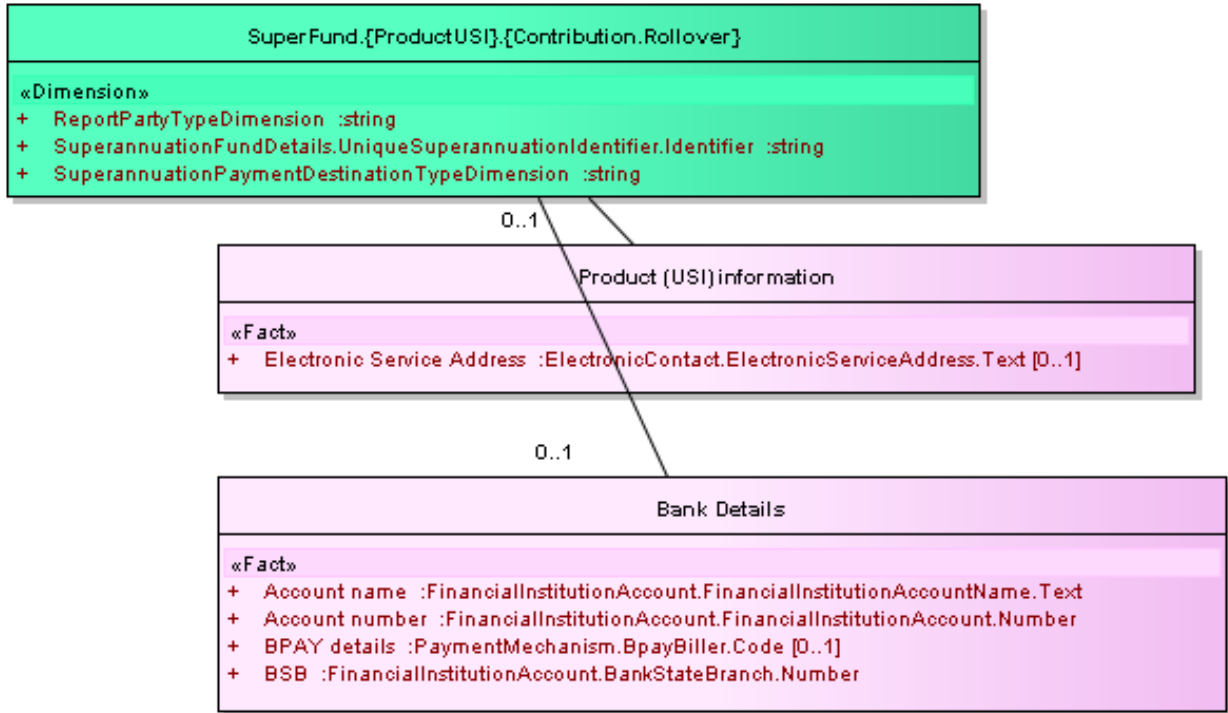 SuperFund.{ProductUSI}.{Contribution.Rollover}
«Dimension»
+ ReportPartyTypeDimension :string
+ SuperannuationFundDetails.UniqueSuperannuationIdentifier.Identifier :string
+ SuperannuationPaymentDestinationTypeDimension :string
0..1
Product (USI) information
«Fact»
+ Electronic Service Address :ElectronicContact.ElectronicServiceAddress.Text [0..1]
0..1
Bank Details
«Fact»
+ Account name :FinancialInstitutionAccount.FinancialInstitutionAccountName.Text
+ Account number :FinancialInstitutionAccount.FinancialInstitutionAccount.Number
+ BPAY details :PaymentMechanism.BpayBiller.Code [0..1]
+ BSB :FinancialInstitutionAccount.BankStateBranch.Number